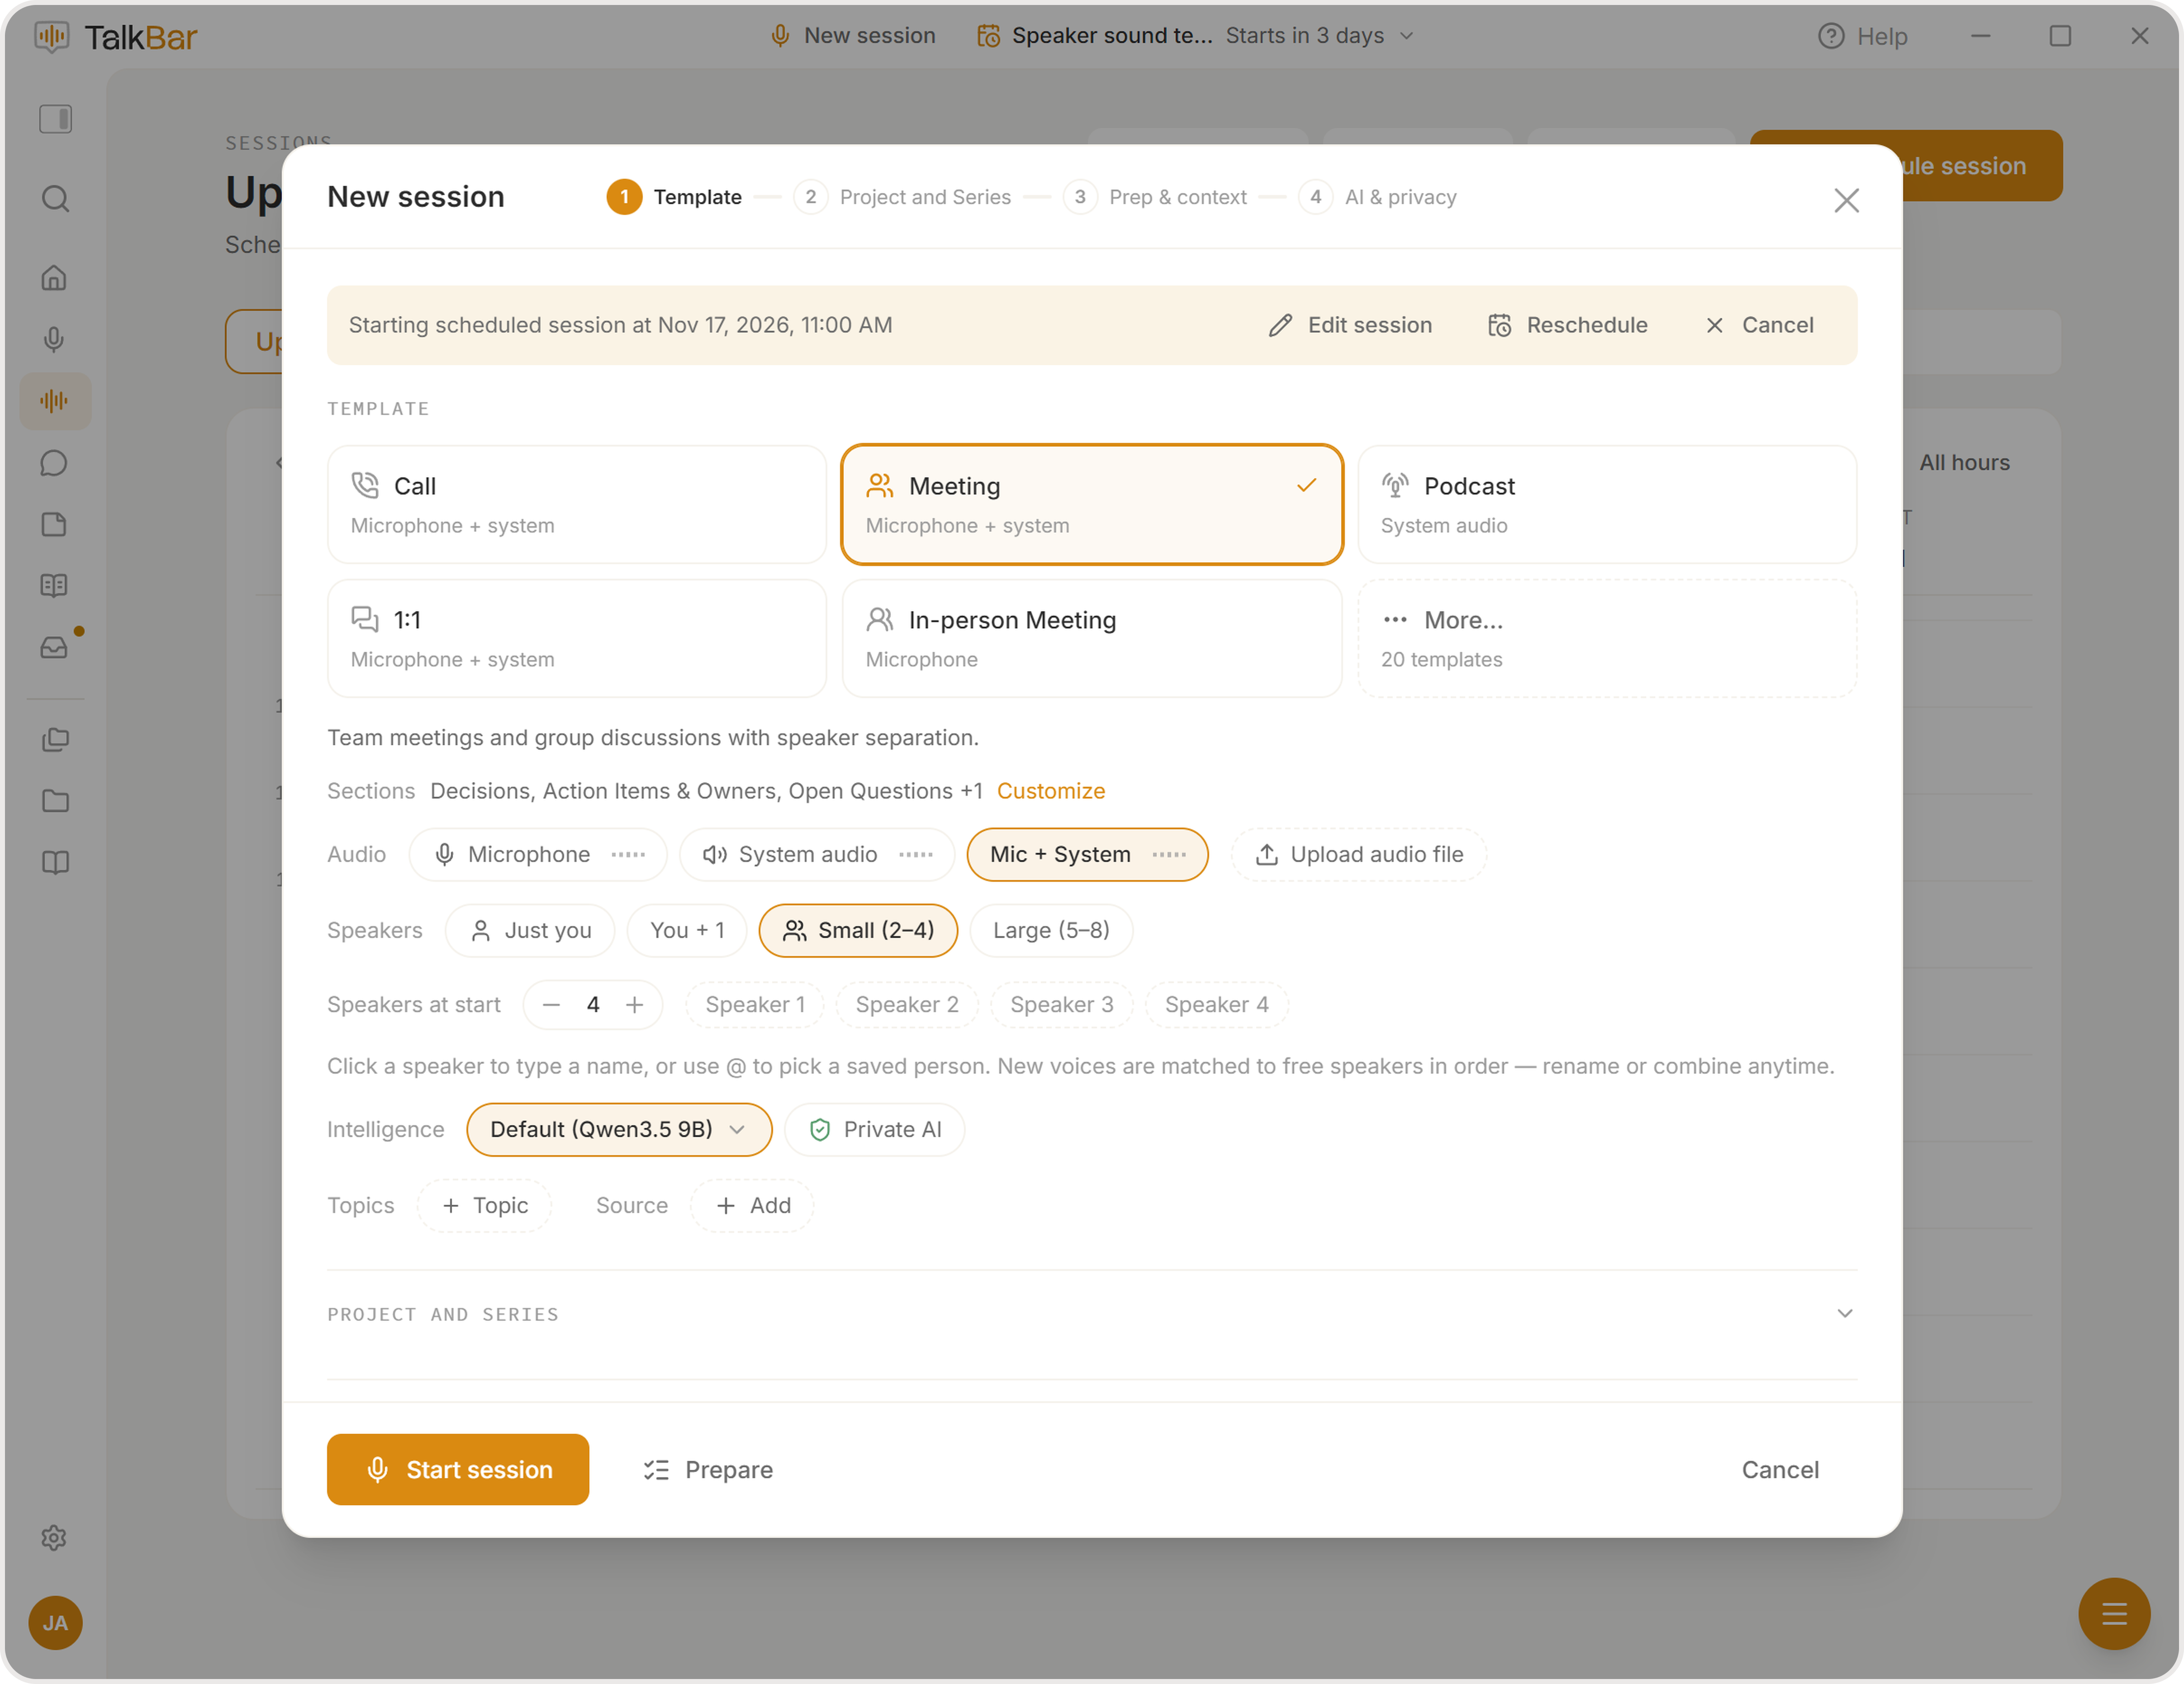 TalkBar
New session
Speaker sound te... Starts in 3 days
Help
SESSIONS
Up
Sche
ule session
Up
All hours
T
New session
1 Template
2 Project and Series
3 Prep & context
4 AI & privacy
Starting scheduled session at Nov 17, 2026, 11:00 AM
Edit session
Reschedule
Cancel
TEMPLATE
Call
Microphone + system
Meeting
Microphone + system
Podcast
System audio
1:1
Microphone + system
In-person Meeting
Microphone
More...
20 templates
Team meetings and group discussions with speaker separation.
Sections Decisions, Action Items & Owners, Open Questions +1 Customize
Audio Microphone System audio Mic + System Upload audio file
Speakers Just you You + 1 Small (2–4) Large (5–8)
Speakers at start 4 Speaker 1 Speaker 2 Speaker 3 Speaker 4
Click a speaker to type a name, or use @ to pick a saved person. New voices are matched to free speakers in order — rename or combine anytime.
Intelligence Default (Qwen3.5 9B) Private AI
Topics + Topic Source + Add
PROJECT AND SERIES
Start session
Prepare
Cancel
JA